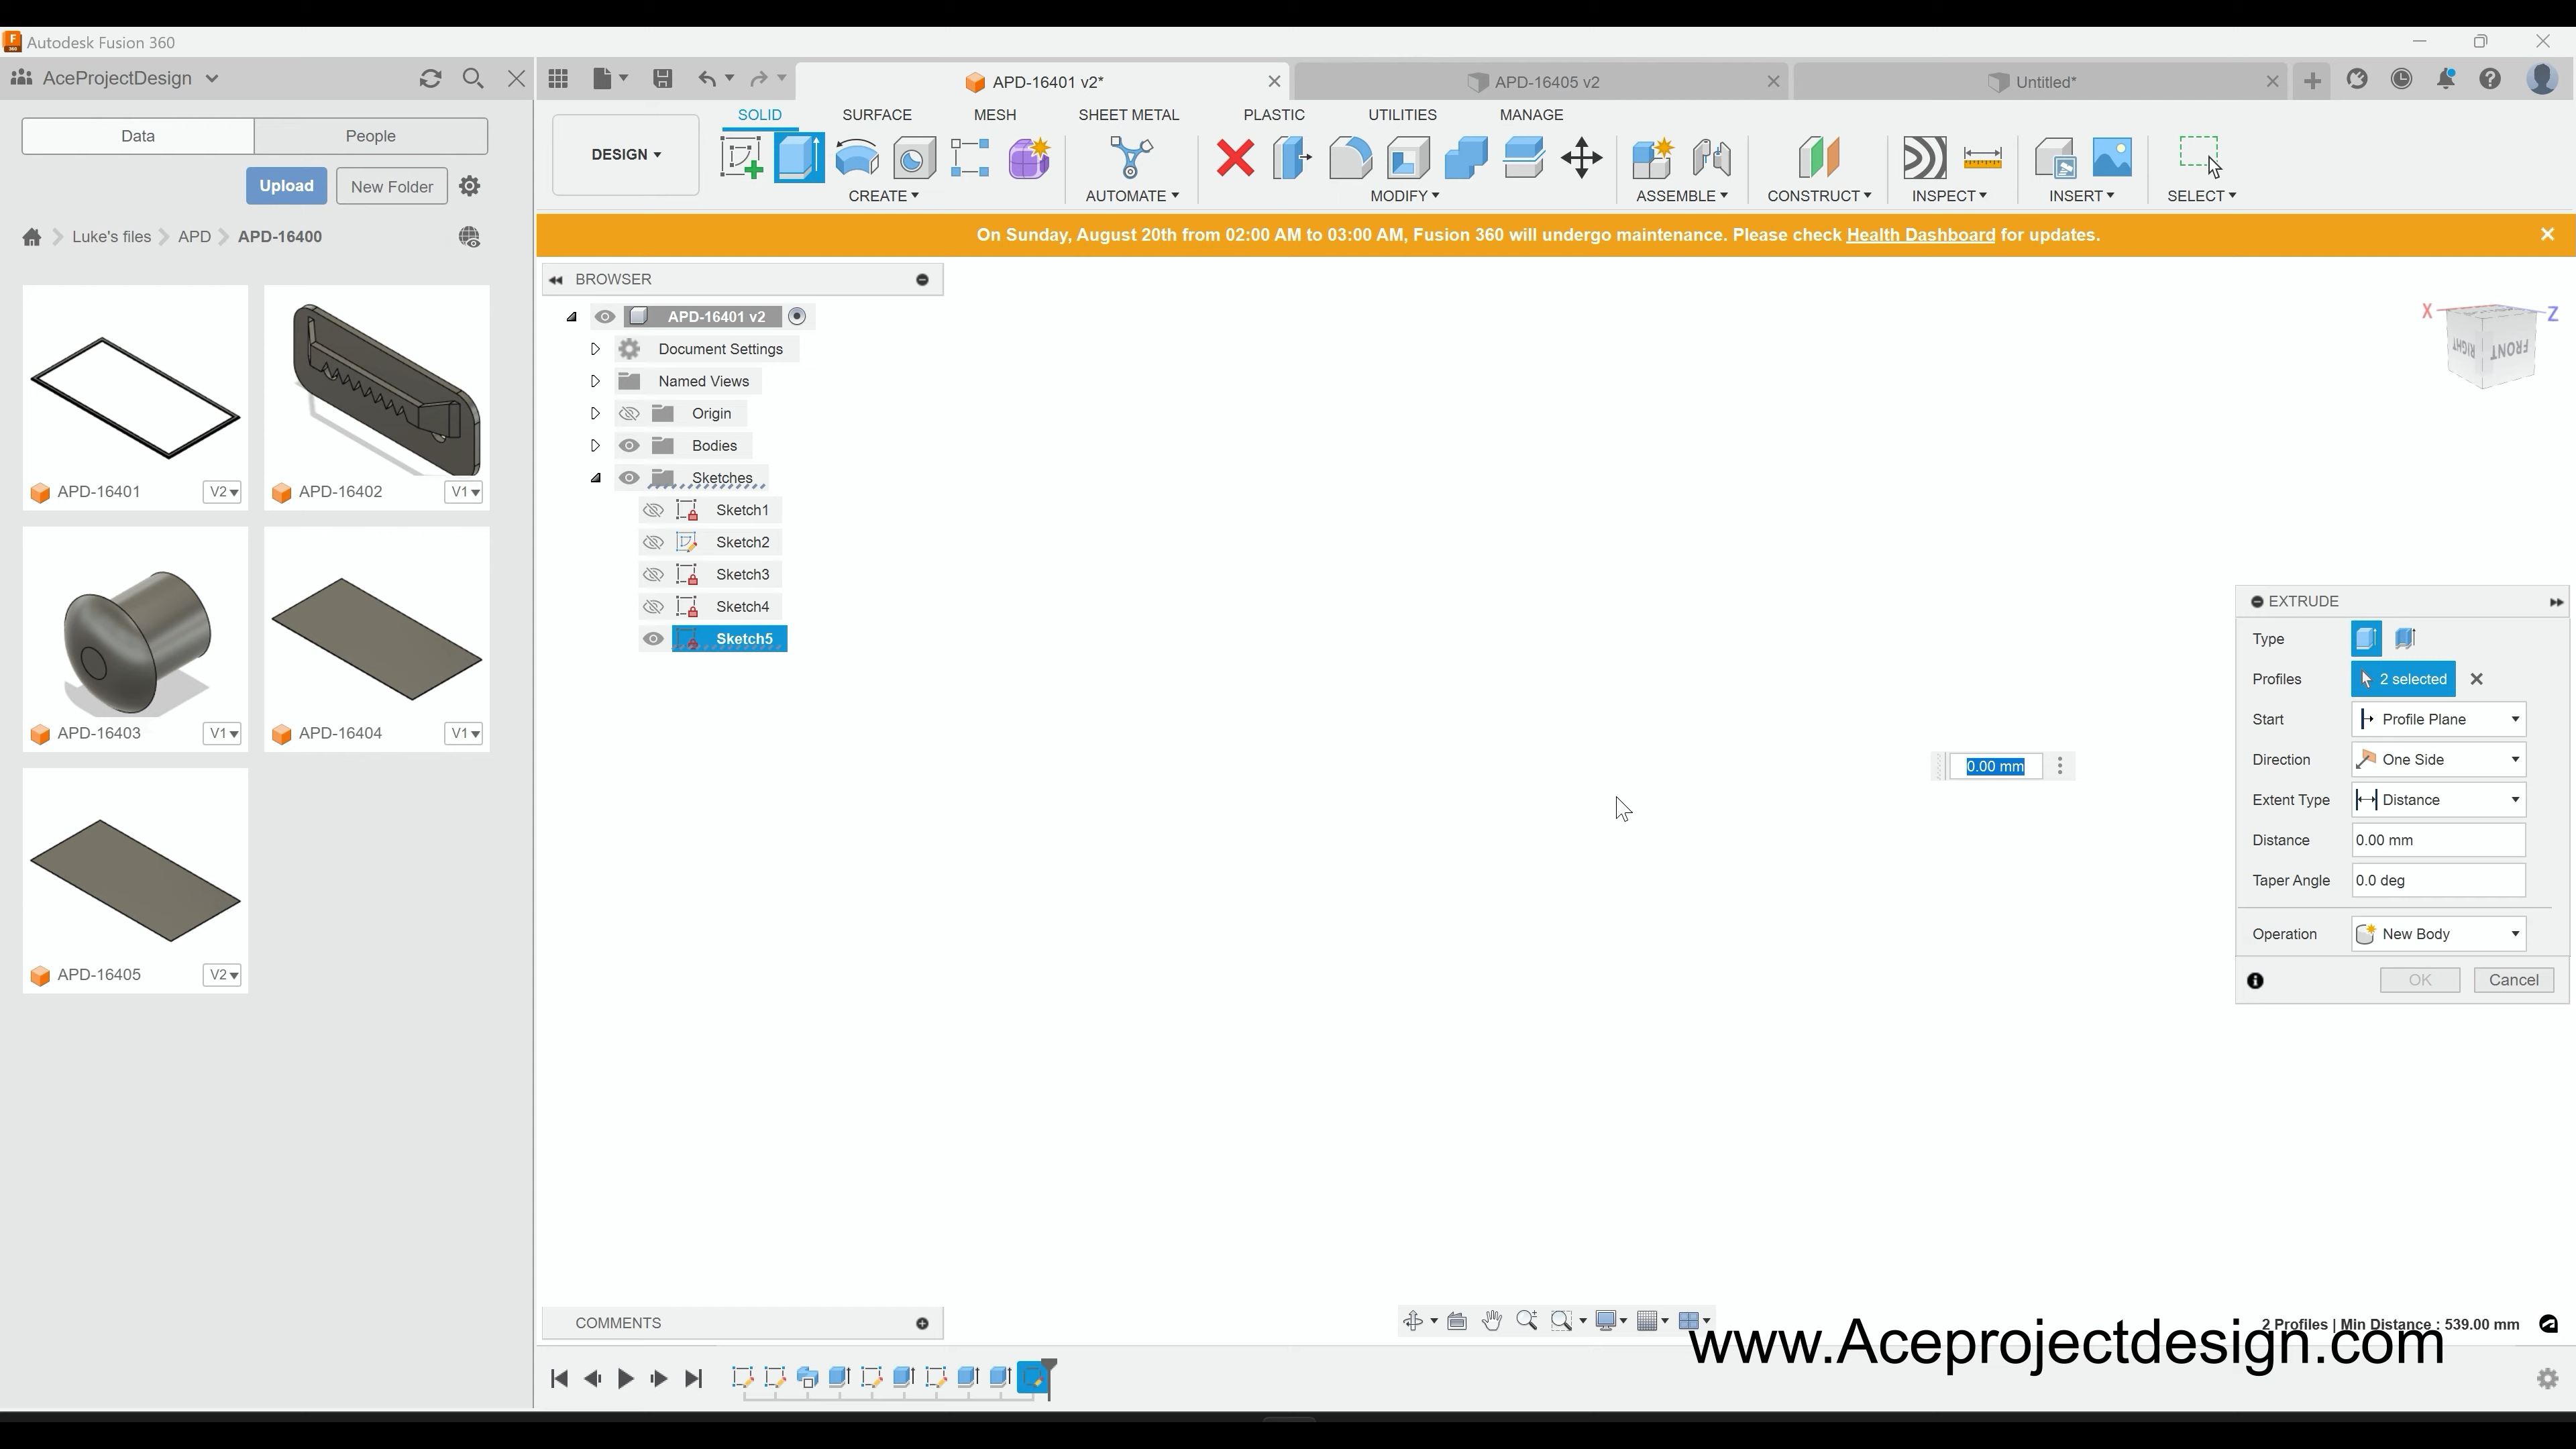 Autodesk Fusion 360
AceProjectDesign
APD-16401 v2*
APD-16405 v2
Untitled*
Data
People
Upload
New Folder
Luke's files
APD
APD-16400
APD-16401
V2
APD-16402
V1
APD-16403
V1
APD-16404
V1
APD-16405
V2
SOLID
SURFACE
MESH
SHEET METAL
PLASTIC
UTILITIES
MANAGE
DESIGN
CREATE
AUTOMATE
MODIFY
ASSEMBLE
CONSTRUCT
INSPECT
INSERT
SELECT
On Sunday, August 20th from 02:00 AM to 03:00 AM, Fusion 360 will undergo maintenance. Please check Health Dashboard for updates.
BROWSER
APD-16401 v2
Document Settings
Named Views
Origin
Bodies
Sketches
Sketch1
Sketch2
Sketch3
Sketch4
Sketch5
X
Z
RIGHT
FRONT
0.00 mm
EXTRUDE
Type
Profiles
2 selected
Start
Profile Plane
Direction
One Side
Extent Type
Distance
Distance
0.00 mm
Taper Angle
0.0 deg
Operation
New Body
OK
Cancel
COMMENTS
2 Profiles | Min Distance : 539.00 mm
www.Aceprojectdesign.com